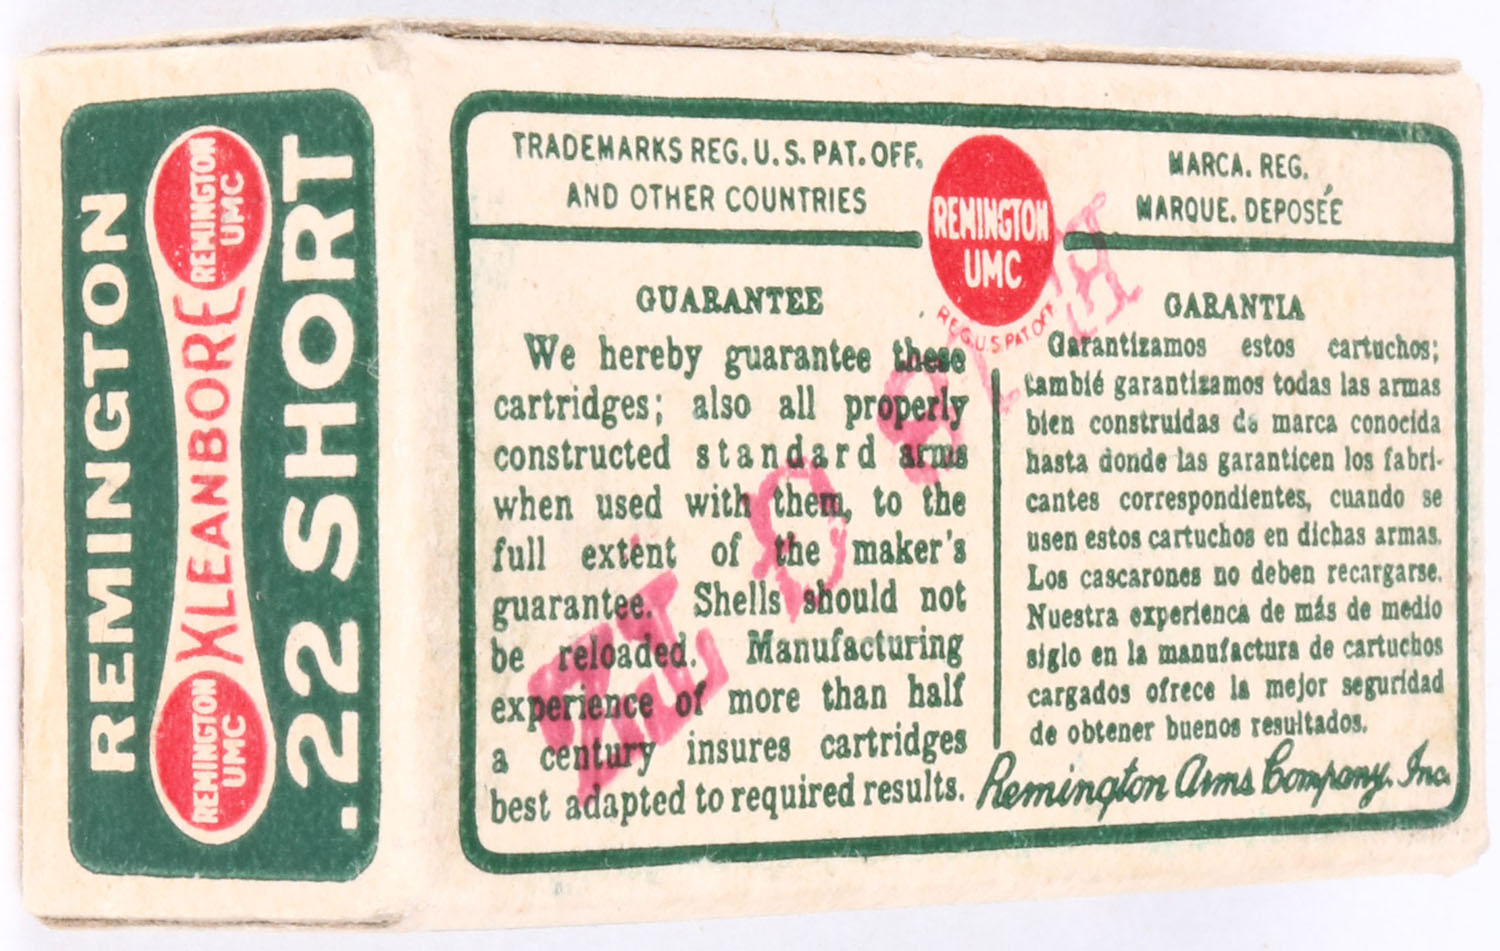 REMINGTON
REMINGTON
UMC
KLEANBORE
REMINGTON
UMC
.22 SHORT
TRADEMARKS REG. U.S. PAT. OFF.
AND OTHER COUNTRIES
REMINGTON
UMC
REG. U.S. PAT. OFF.
MARCA. REG.
MARQUE. DEPOSÉE
GUARANTEE
We hereby guarantee these
cartridges; also all properly
constructed standard arms
when used with them, to the
full extent of the maker's
guarantee. Shells should not
be reloaded. Manufacturing
experience of more than half
a century insures cartridges
best adapted to required results.
GARANTIA
Garantizamos estos cartuchos;
també garantizamos todas las armas
bien construidas de marca conocida
hasta donde las garanticen los fabri-
cantes correspondientes, cuando se
usen estos cartuchos en dichas armas.
Los cascarones no deben recargarse.
Nuestra experienca de más de medio
siglo en la manufactura de cartuchos
cargados ofrece la mejor seguridad
de obtener buenos resultados.
Remington Arms Company, Inc.